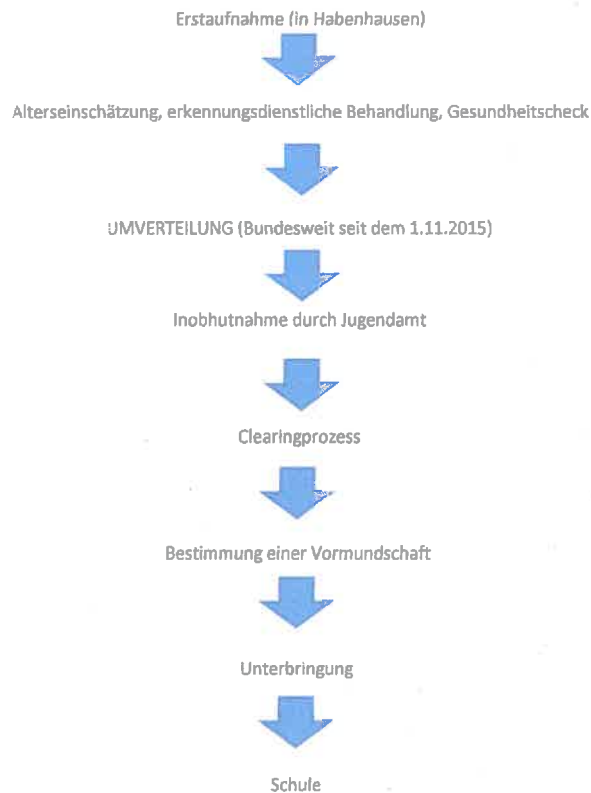 Erstaufnahme (in Habenhausen)
Alterseinschätzung, erkennungsdienstliche Behandlung, Gesundheitscheck
UMVERTEILUNG (Bundesweit seit dem 1.11.2015)
Inobhutnahme durch Jugendamt
Clearingprozess
Bestimmung einer Vormundschaft
Unterbringung
Schule